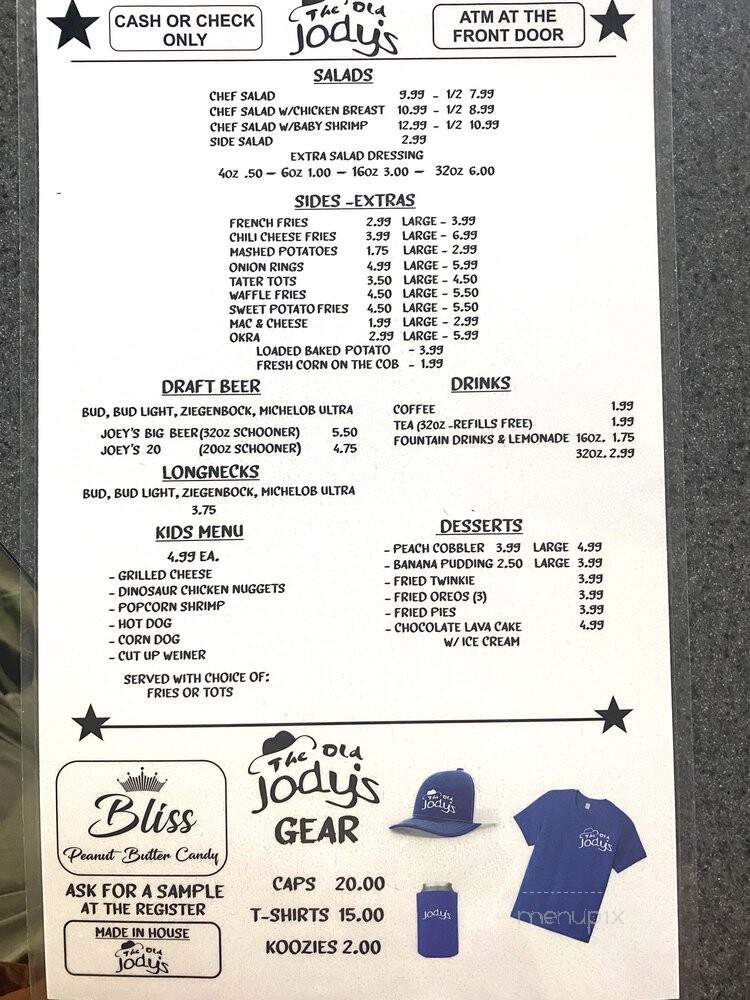 CASH OR CHECK
ONLY
The Old
Jody's
ATM AT THE
FRONT DOOR
SALADS
CHEF SALAD 9.99 - 1/2 7.99
CHEF SALAD W/CHICKEN BREAST 10.99 - 1/2 8.99
CHEF SALAD W/BABY SHRIMP 12.99 - 1/2 10.99
SIDE SALAD 2.99
EXTRA SALAD DRESSING
4OZ .50 - 6OZ 1.00 - 16OZ 3.00 - 32OZ 6.00
SIDES -EXTRAS
FRENCH FRIES 2.99 LARGE - 3.99
CHILI CHEESE FRIES 3.99 LARGE - 6.99
MASHED POTATOES 1.75 LARGE - 2.99
ONION RINGS 4.99 LARGE - 5.99
TATER TOTS 3.50 LARGE - 4.50
WAFFLE FRIES 4.50 LARGE - 5.50
SWEET POTATO FRIES 4.50 LARGE - 5.50
MAC & CHEESE 1.99 LARGE - 2.99
OKRA 2.99 LARGE - 5.99
LOADED BAKED POTATO - 3.99
FRESH CORN ON THE COB - 1.99
DRAFT BEER
BUD, BUD LIGHT, ZIEGENBOCK, MICHELOB ULTRA
JOEY'S BIG BEER (32OZ SCHOONER) 5.50
JOEY'S 20 (20OZ SCHOONER) 4.75
LONGNECKS
BUD, BUD LIGHT, ZIEGENBOCK, MICHELOB ULTRA
3.75
DRINKS
COFFEE 1.99
TEA (32OZ -REFILLS FREE) 1.99
FOUNTAIN DRINKS & LEMONADE 16OZ. 1.75
32OZ. 2.99
KIDS MENU
4.99 EA.
- GRILLED CHEESE
- DINOSAUR CHICKEN NUGGETS
- POPCORN SHRIMP
- HOT DOG
- CORN DOG
- CUT UP WEINER
SERVED WITH CHOICE OF:
FRIES OR TOTS
DESSERTS
- PEACH COBBLER 3.99 LARGE 4.99
- BANANA PUDDING 2.50 LARGE 3.99
- FRIED TWINKIE 3.99
- FRIED OREOS (3) 3.99
- FRIED PIES 3.99
- CHOCOLATE LAVA CAKE 4.99
W/ ICE CREAM
Bliss
Peanut Butter Candy
ASK FOR A SAMPLE
AT THE REGISTER
MADE IN HOUSE
The Old
Jody's
The Old
Jody's
GEAR
CAPS 20.00
T-SHIRTS 15.00
KOOZIES 2.00
The Old
Jody's
Jody's
The Old
Jody's
menupix